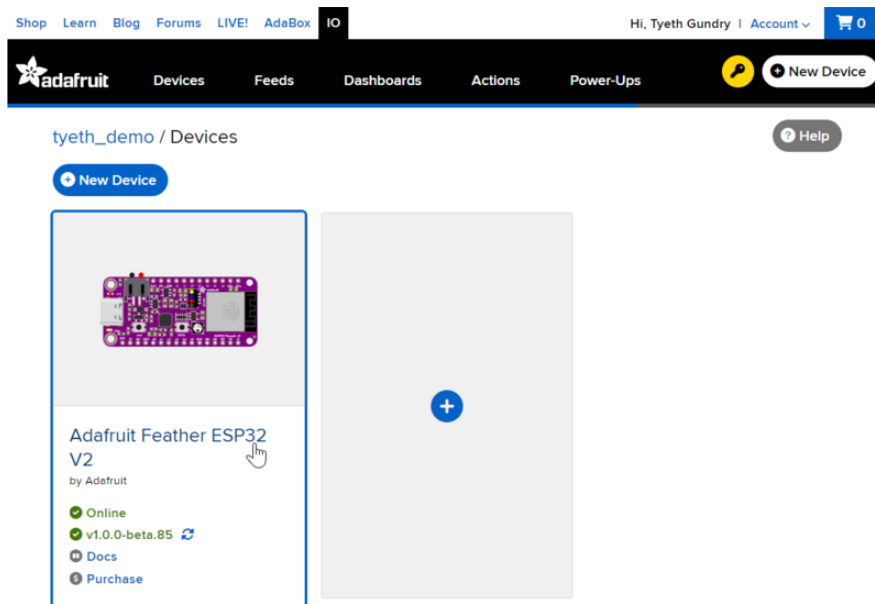 Shop Learn Blog Forums LIVE! AdaBox IO Hi, Tyeth Gundry | Account 0
adafruit Devices Feeds Dashboards Actions Power-Ups New Device
tyeth_demo / Devices ? Help
New Device
Adafruit Feather ESP32
V2
by Adafruit
Online
v1.0.0-beta.85
Docs
$ Purchase